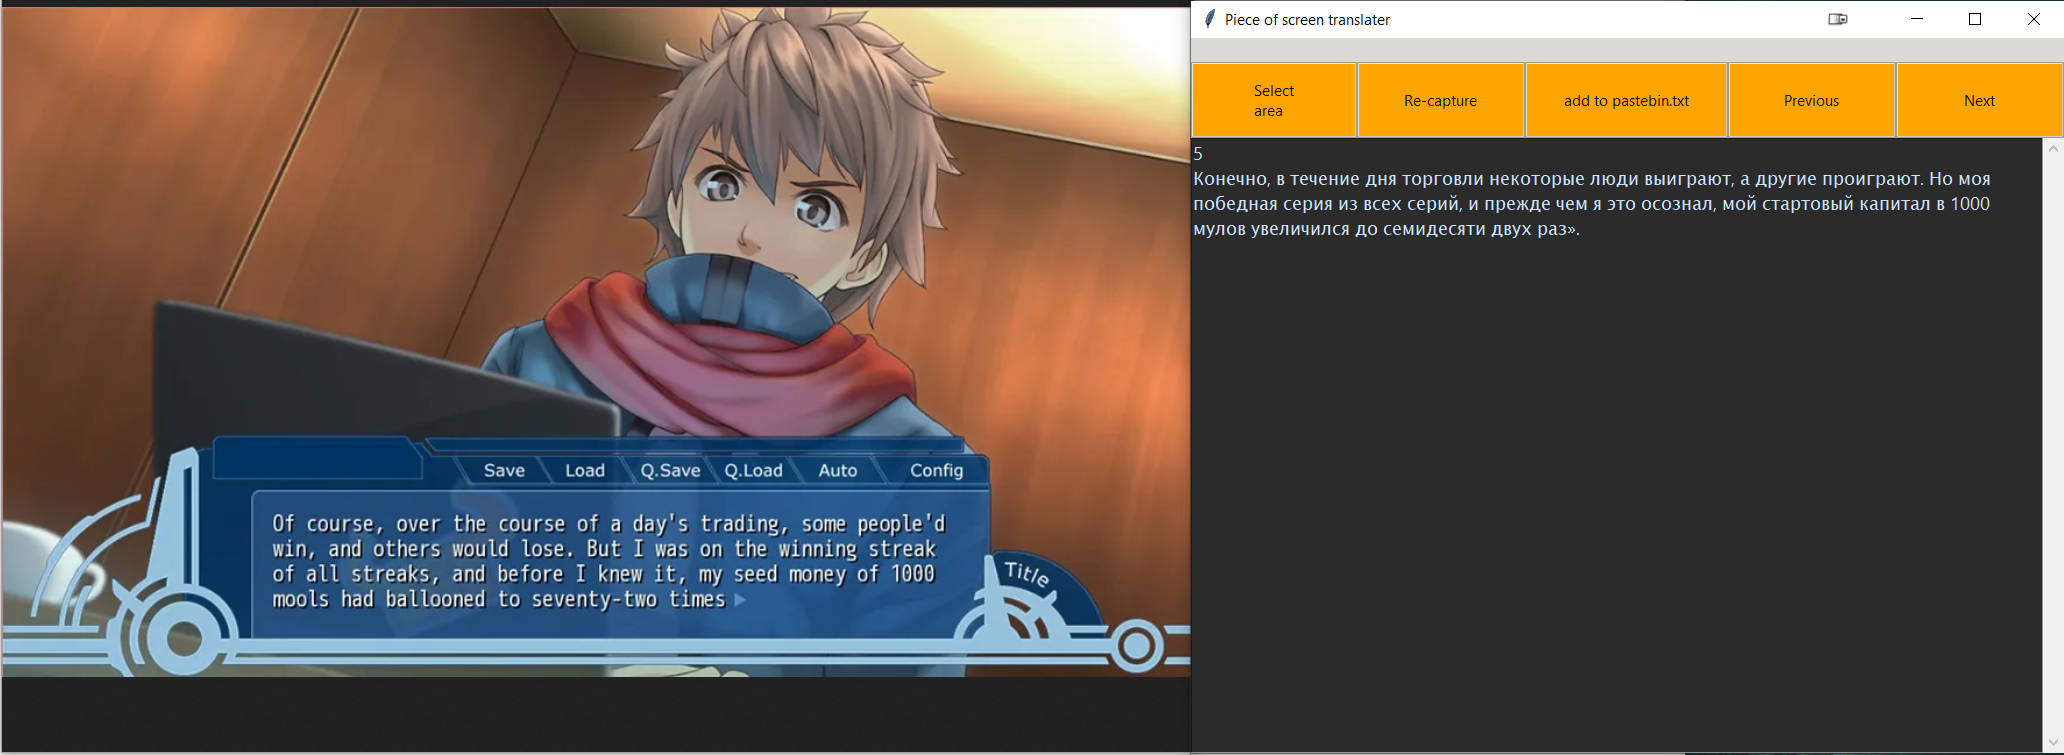 Piece of screen translater
Select
area
Re-capture
add to pastebin.txt
Previous
Next
5
Конечно, в течение дня торговли некоторые люди выиграют, а другие проиграют. Но моя
победная серия из всех серий, и прежде чем я это осознал, мой стартовый капитал в 1000
мулов увеличился до семидесяти двух раз».
Save
Load
Q.Save
Q.Load
Auto
Config
Of course, over the course of a day's trading, some people'd
win, and others would lose. But I was on the winning streak
of all streaks, and before I knew it, my seed money of 1000
mools had ballooned to seventy-two times
Title